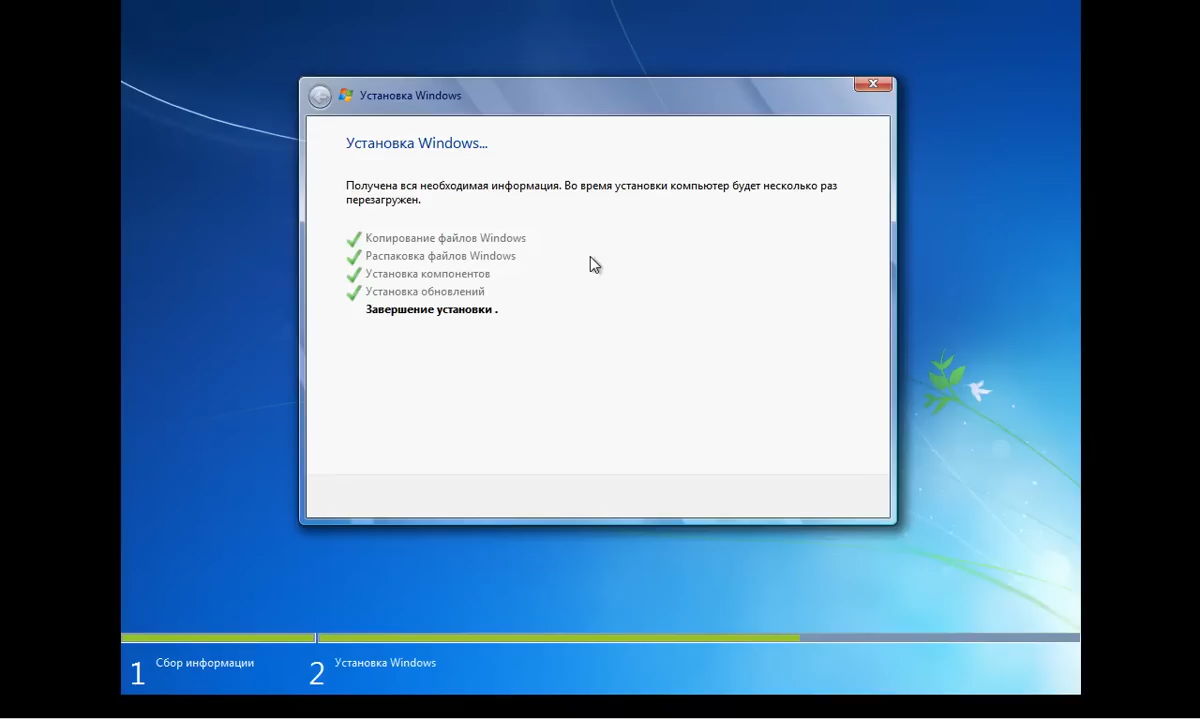 Установка Windows
Установка Windows...
Получена вся необходимая информация. Во время установки компьютер будет несколько раз
перезагружен.
Копирование файлов Windows
Распаковка файлов Windows
Установка компонентов
Установка обновлений
Завершение установки .
1 Сбор информации
2 Установка Windows